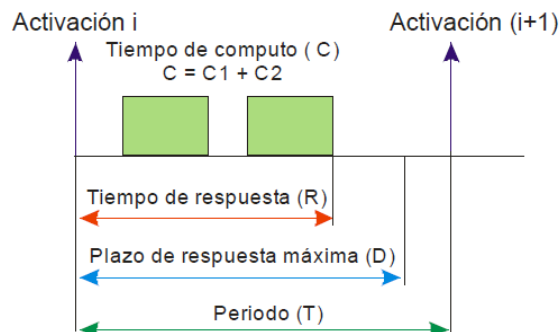 Activación i
Activación (i+1)
Tiempo de computo ( C )
C = C1 + C2
Tiempo de respuesta (R)
Plazo de respuesta máxima (D)
Periodo (T)